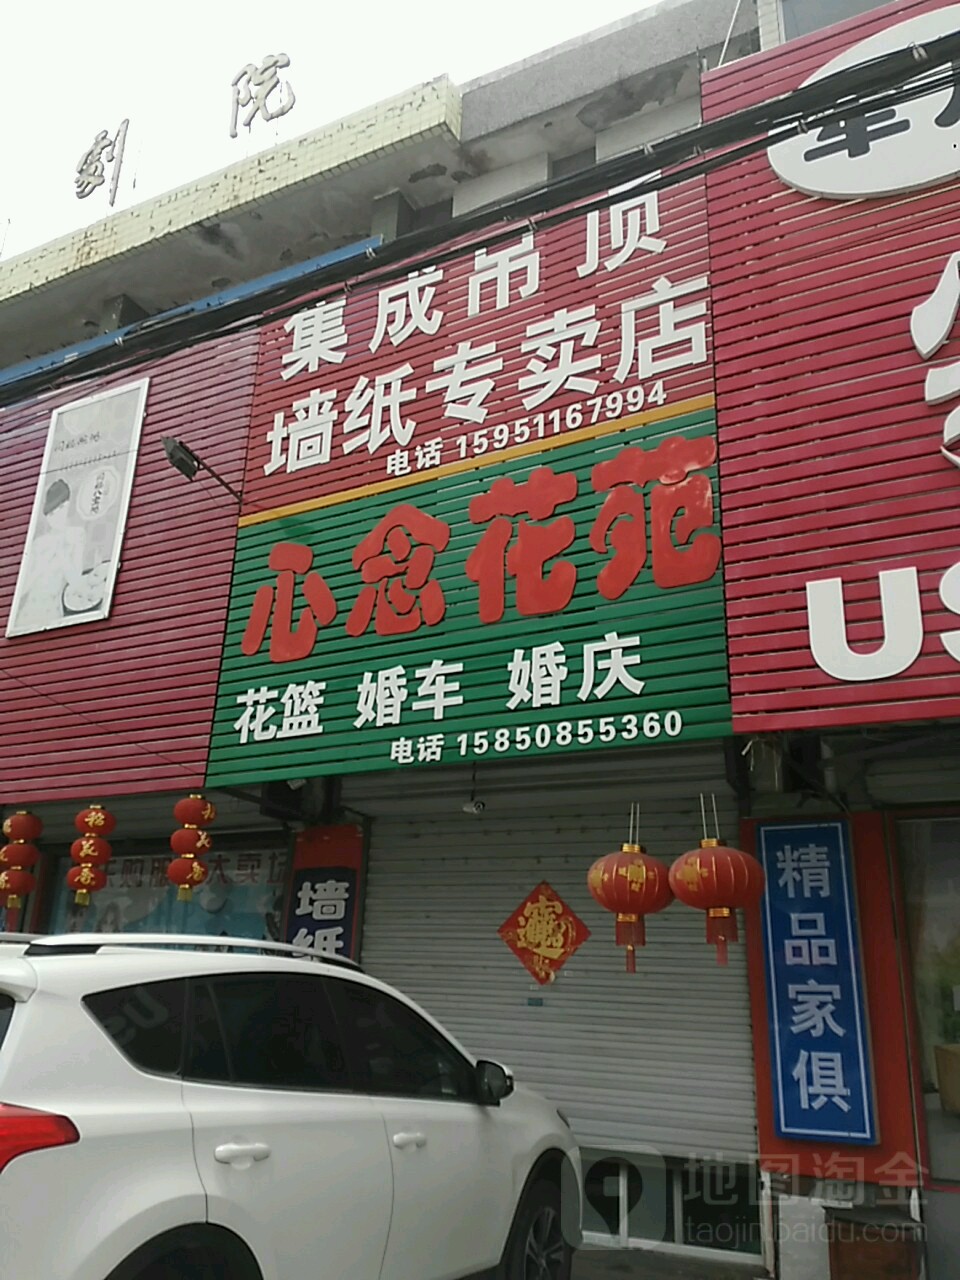 劇院
集成吊顶
墙纸专卖店
电话 15951167994
心念花苑
花篮 婚车 婚庆
电话 15850855360
US
墙纸
精品家俱
地图淘金
taojin.baidu.com